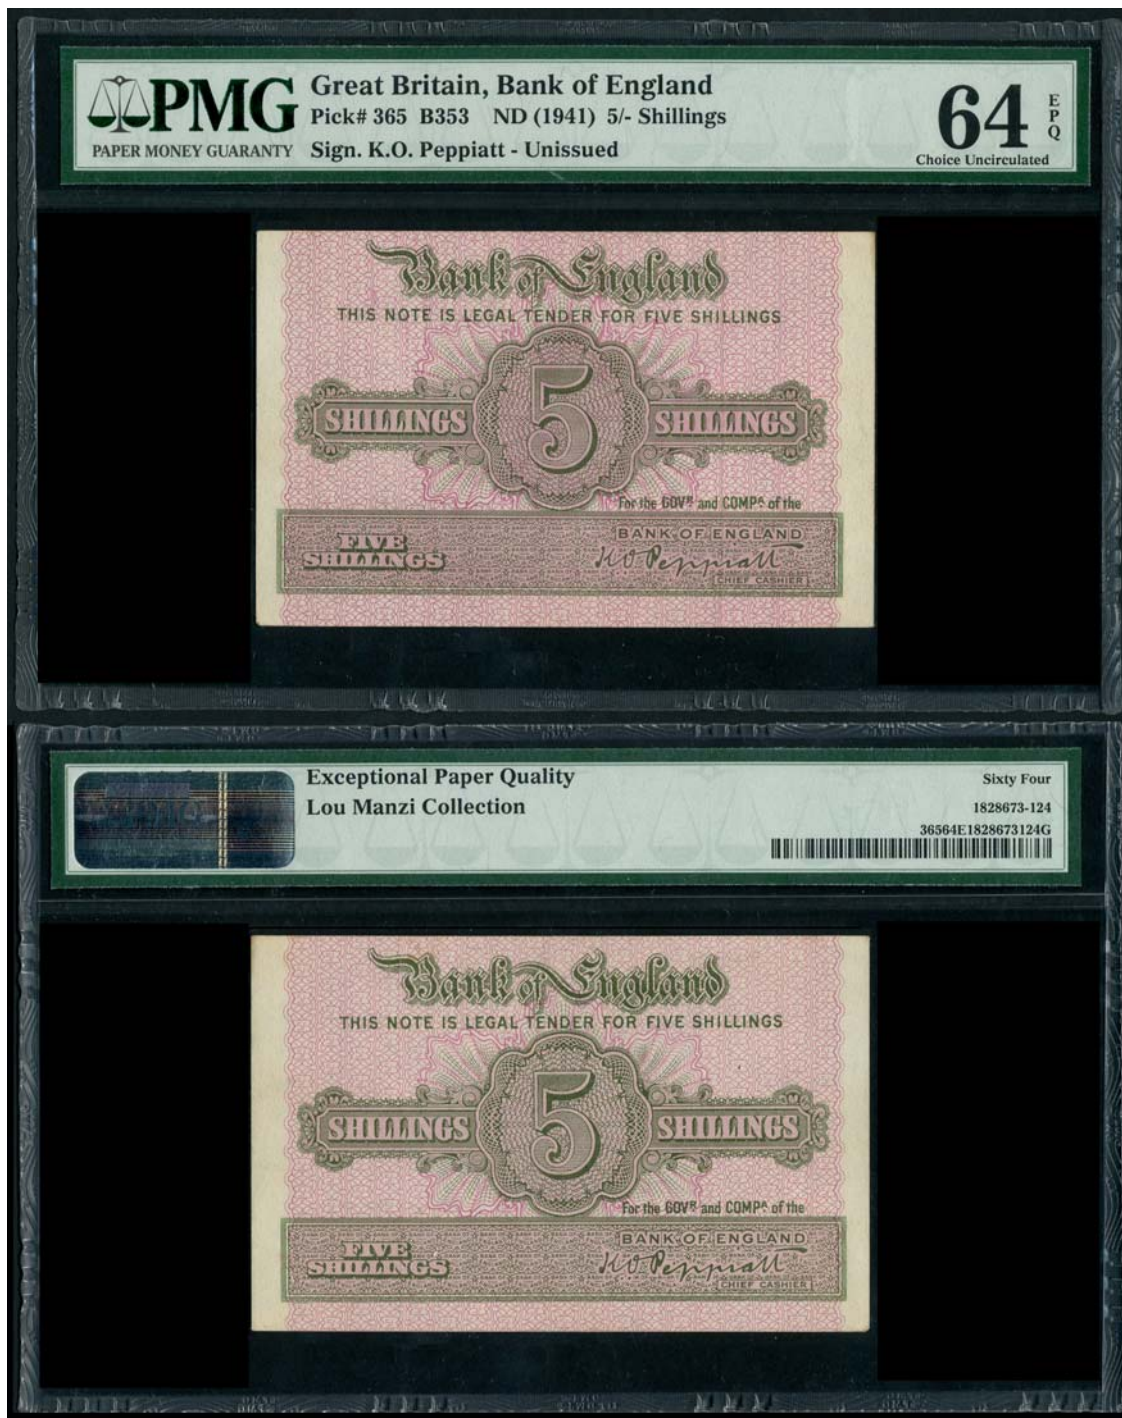 PMG
PAPER MONEY GUARANTY
Great Britain, Bank of England
Pick# 365 B353 ND (1941) 5/- Shillings
Sign. K.O. Peppiatt - Unissued
64
EPQ
Choice Uncirculated
Bank of England
THIS NOTE IS LEGAL TENDER FOR FIVE SHILLINGS
SHILLINGS 5 SHILLINGS
For the GOVR and COMPA of the
BANK OF ENGLAND
FIVE
SHILLINGS
K O Peppiatt
CHIEF CASHIER
Exceptional Paper Quality
Lou Manzi Collection
Sixty Four
1828673-124
36564E1828673124G
Bank of England
THIS NOTE IS LEGAL TENDER FOR FIVE SHILLINGS
SHILLINGS 5 SHILLINGS
For the GOVR and COMPA of the
BANK OF ENGLAND
FIVE
SHILLINGS
K O Peppiatt
CHIEF CASHIER